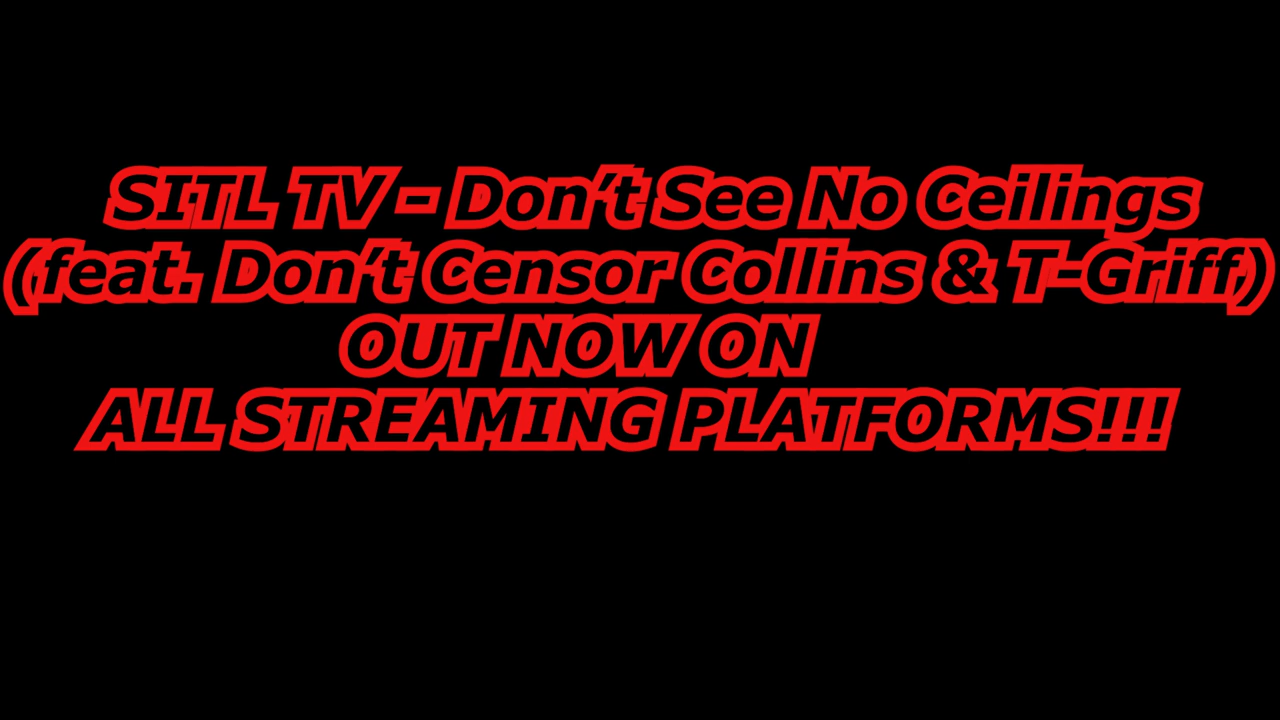 SITL TV - Don't See No Ceilings
(feat. Don't Censor Collins & T-Griff)
OUT NOW ON
ALL STREAMING PLATFORMS!!!